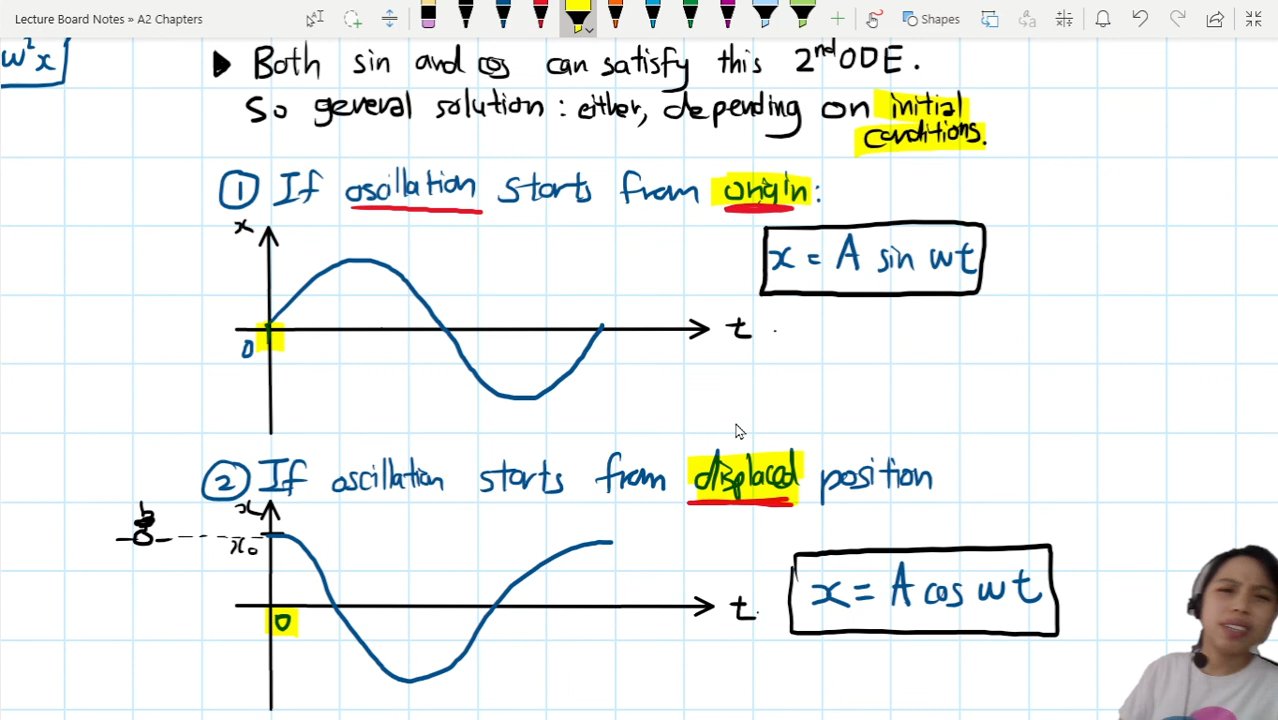 Lecture Board Notes » A2 Chapters
Shapes
w²x
▶ Both sin and cos can satisfy this 2nd ODE.
So general solution : either, depending on initial
conditions.
① If oscillation starts from origin:
x
x = A sin wt
0
t
② If oscillation starts from displaced position
x
x₀
x = A cos wt
0
t